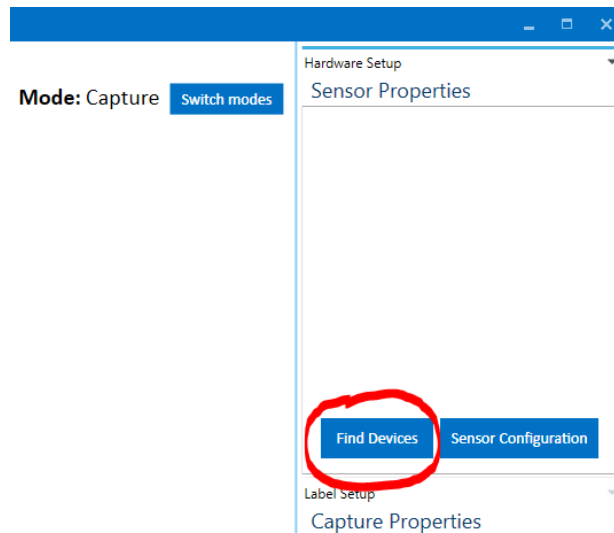 Mode: Capture Switch modes
Hardware Setup
Sensor Properties
Find Devices Sensor Configuration
Label Setup
Capture Properties